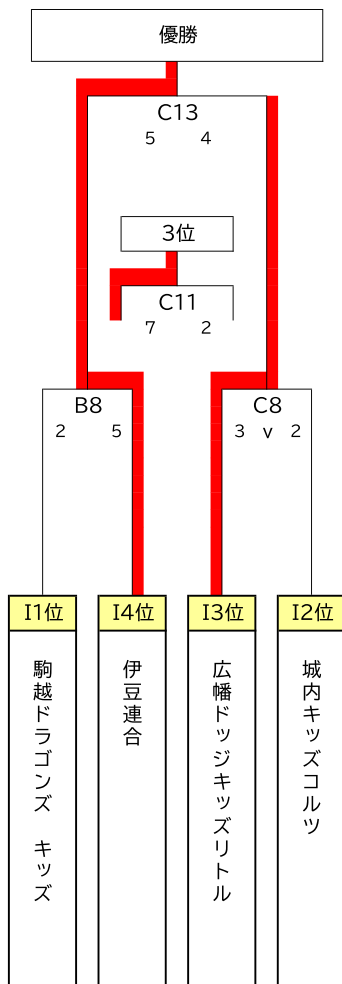 優勝
C13
5 4
3位
C11
7 2
B8 C8
2 5 3 v 2
I1位 I4位 I3位 I2位
駒越ドラゴンズ キッズ
伊豆連合
広幡ドッジキッズリトル
城内キッズコルツ